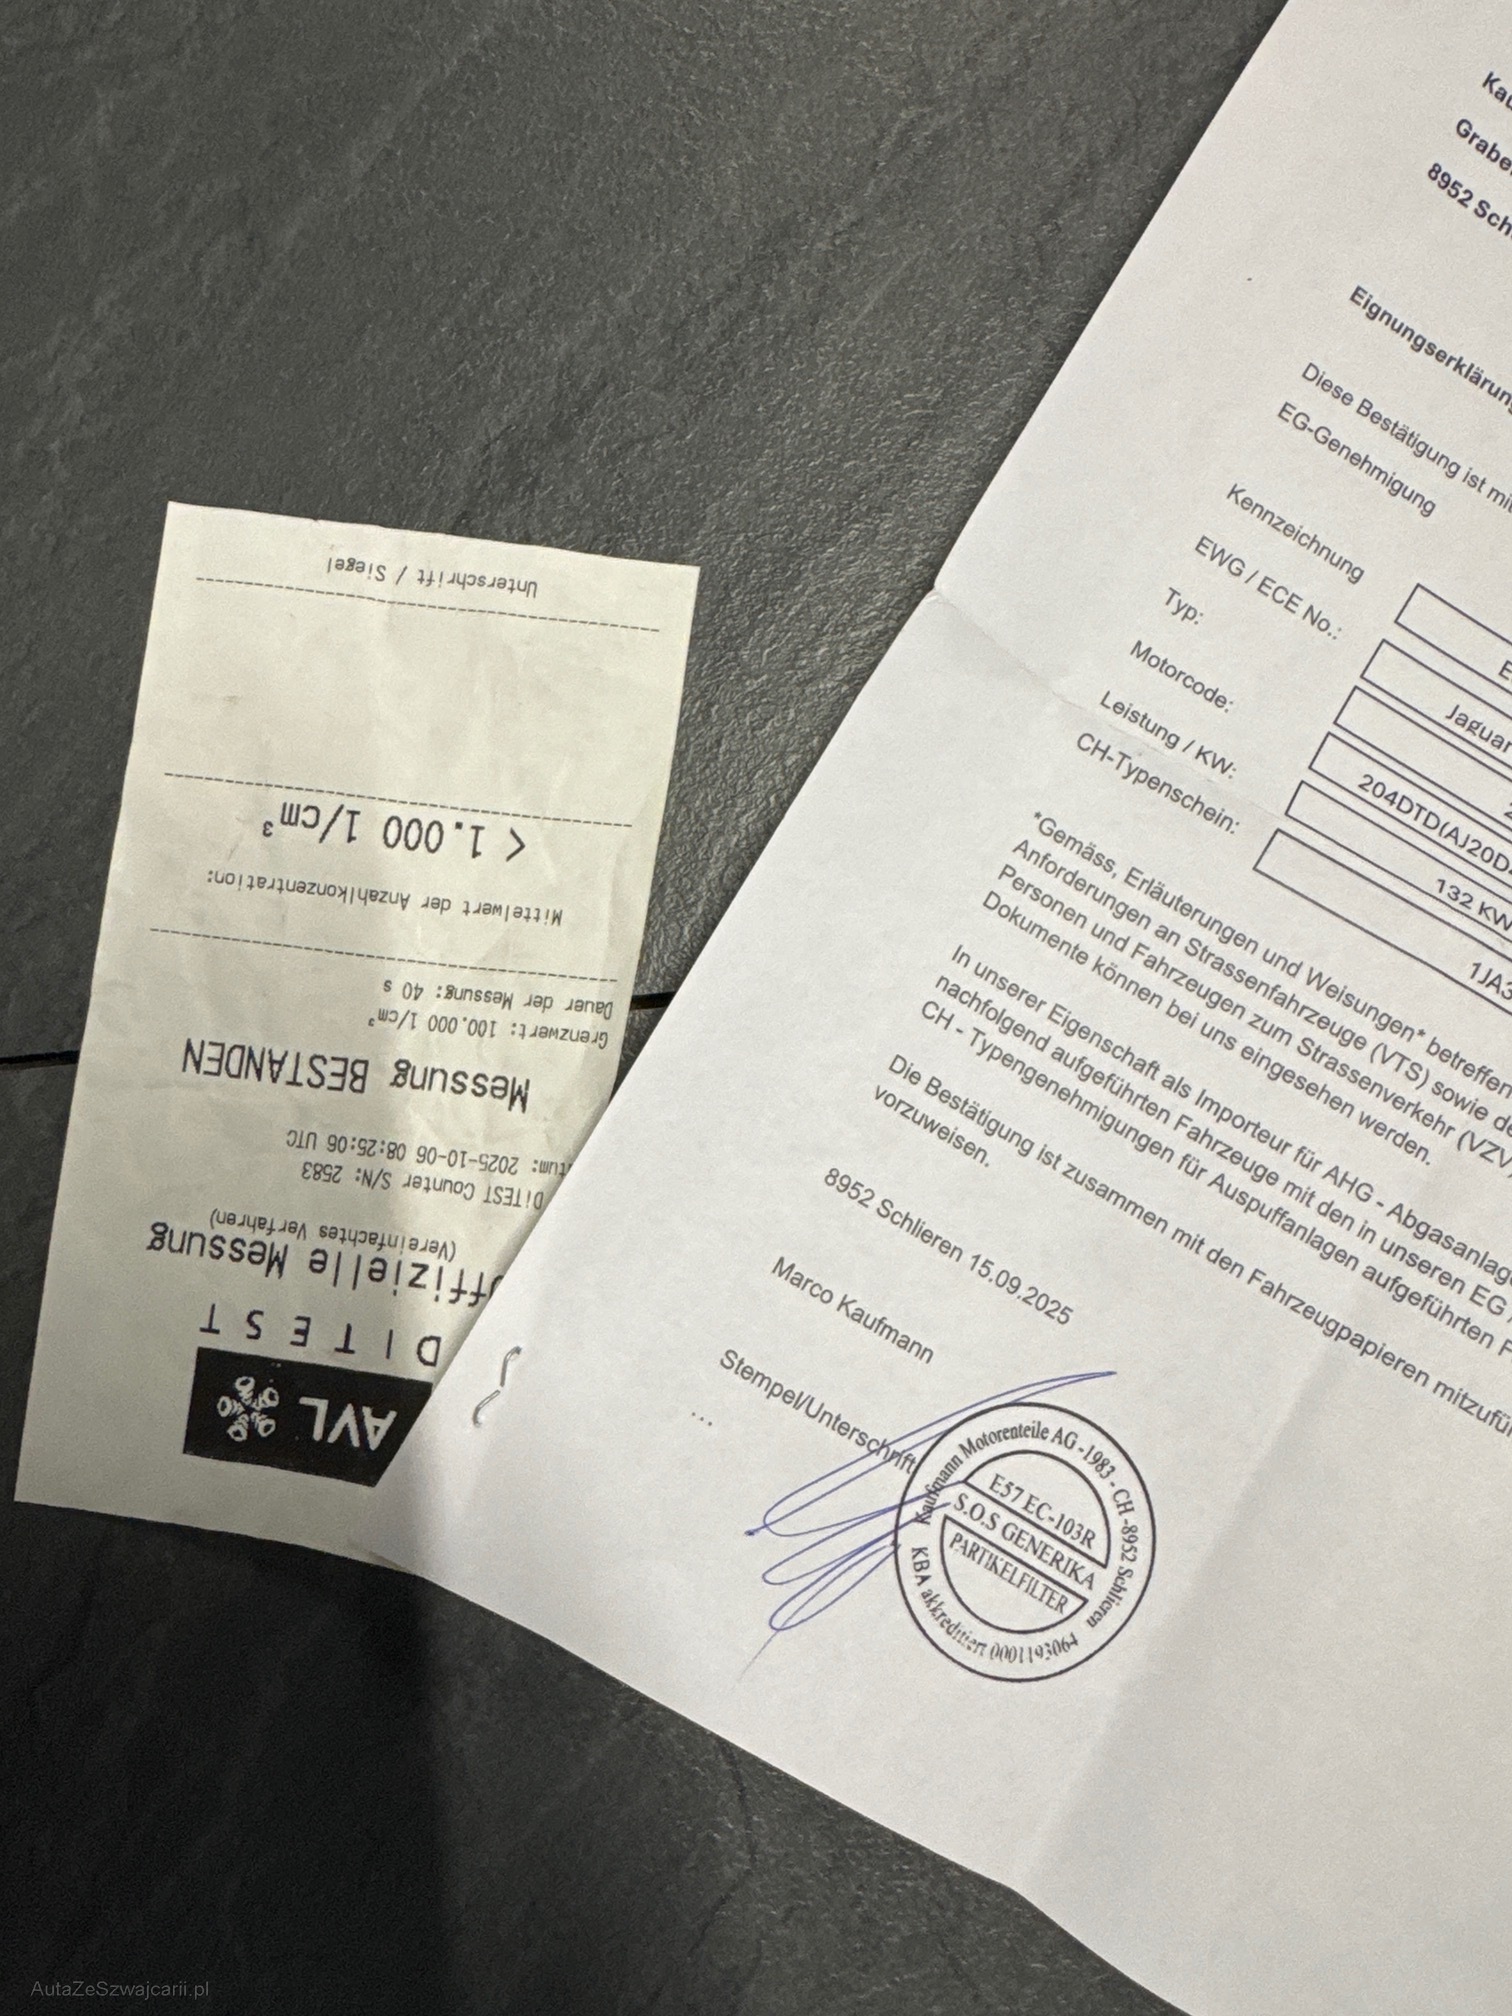 AVL
DITEST
Offizielle Messung
(Vereinfachtes Verfahren)
DiTEST Counter S/N: 2583
2025-10-06 08:25:06 UTC
Messung BESTANDEN
Grenzwert: 100.000 1/cm³
Dauer der Messung: 40 s
Mittelwert der Anzahlkonzentration:
< 1.000 1/cm³
Unterschrift / Siegel
8952
Diese Bestätigung ist
EG-Genehmigung
Kennzeichnung
EWG / ECE No.:
Typ:
Jaguar
Motorcode:
204DTD(AJ20D
Leistung / KW:
132 KW
CH-Typenschein:
1JA3
*Gemäss, Erläuterungen und Weisungen* betreffen
Anforderungen an Strassenfahrzeuge (VTS) sowie
Personen und Fahrzeugen zum Strassenverkehr (VZV
Dokumente können bei uns eingesehen werden.
In unserer Eigenschaft als Importeur für AHG - Abgasanlag
nachfolgend aufgeführten Fahrzeuge mit den in unseren EG
CH - Typengenehmigungen für Auspuffanlagen aufgeführten
Die Bestätigung ist zusammen mit den Fahrzeugpapieren mitzufü
vorzuweisen.
8952 Schlieren 15.09.2025
Marco Kaufmann
Stempel/Unterschrift
...
Kaufmann Motorenteile AG - 1983 - CH - 8952 Schlieren
E57 EC-103R
S.O.S GENERIKA
PARTIKELFILTER
KBA akkreditiert 0001193064
AutaZeSzwajcarii.pl